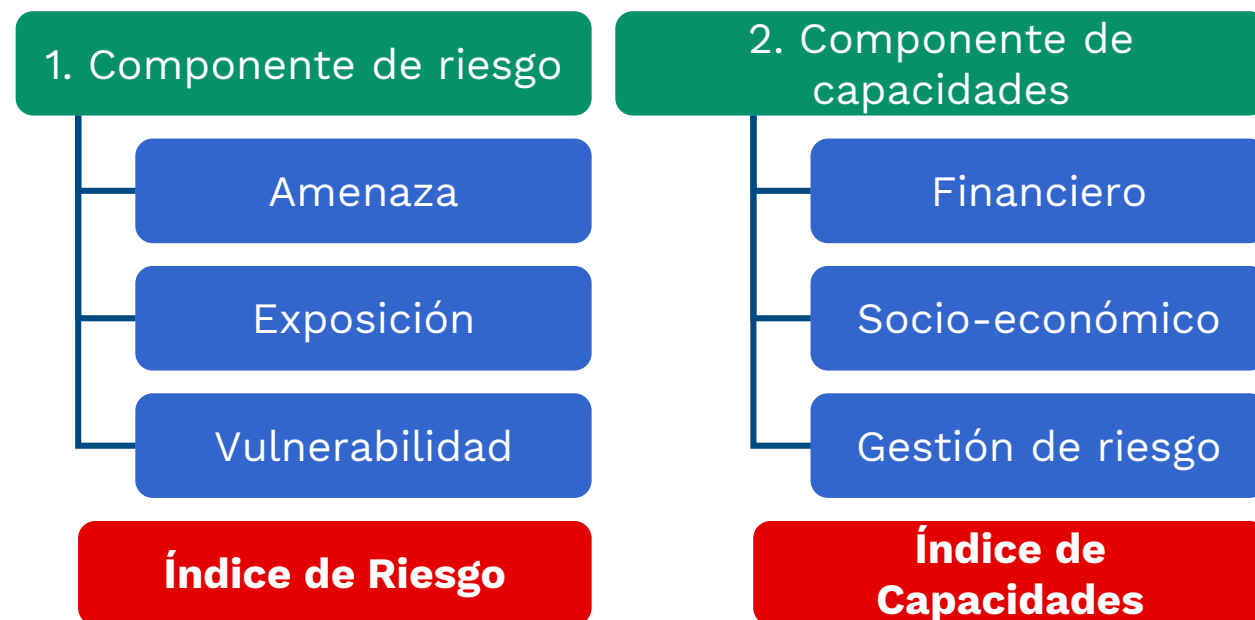 1. Componente de riesgo
Amenaza
Exposición
Vulnerabilidad
Índice de Riesgo
2. Componente de
capacidades
Financiero
Socio-económico
Gestión de riesgo
Índice de
Capacidades